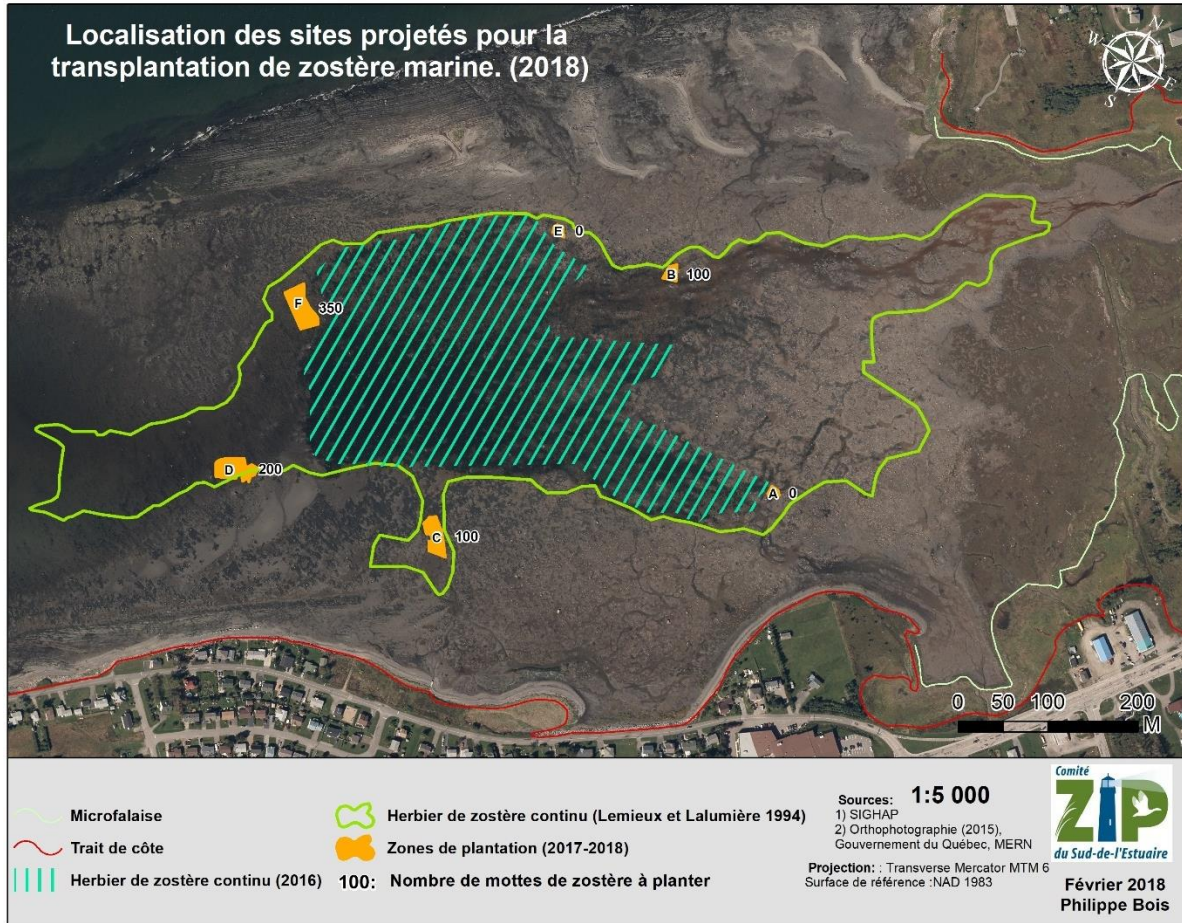 Localisation des sites projetés pour la
transplantation de zostère marine. (2018)
N
W
E
S
E 0
B 100
F 350
D 200
A 0
C 100
0 50 100 200
M
Microfalaise
Trait de côte
Herbier de zostère continu (2016)
Herbier de zostère continu (Lemieux et Lalumière 1994)
Zones de plantation (2017-2018)
100: Nombre de mottes de zostère à planter
Sources: 1:5 000
1) SIGHAP
2) Orthophotographie (2015),
Gouvernement du Québec, MERN
Projection: : Transverse Mercator MTM 6
Surface de référence :NAD 1983
Comité
ZIP
du Sud-de-l'Estuaire
Février 2018
Philippe Bois